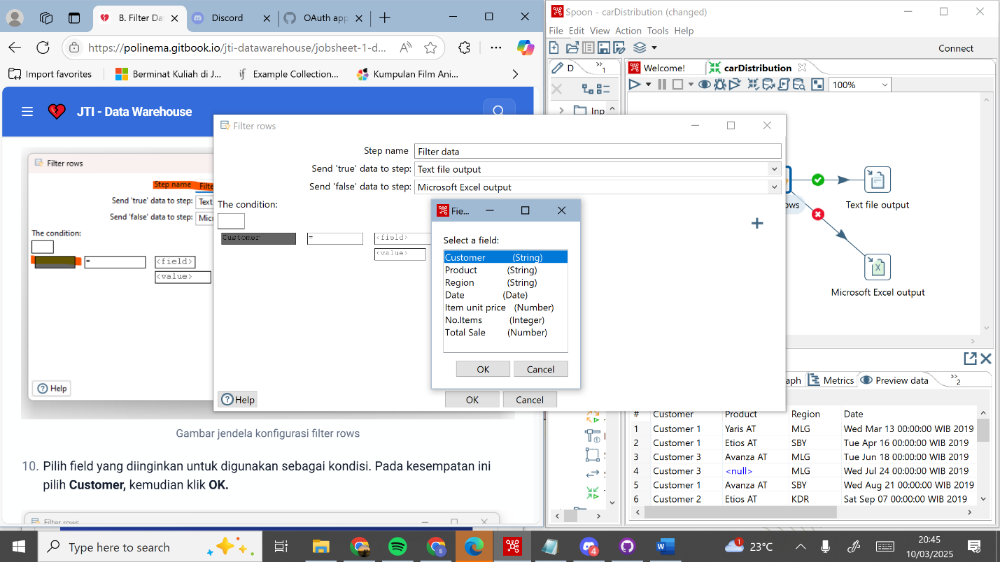 B. Filter Da
Discord
OAuth app
https://polinema.gitbook.io/jti-datawarehouse/jobsheet-1-d...
Import favorites
Berminat Kuliah di J...
Example Collection...
Kumpulan Film Ani...
JTI - Data Warehouse
Filter rows
Step name
Filte
Send 'true' data to step:
Text
Send 'false' data to step:
Micr
The condition:
=
<field>
<value>
Help
Gambar jendela konfigurasi filter rows
10. Pilih field yang diinginkan untuk digunakan sebagai kondisi. Pada kesempatan ini
pilih Customer, kemudian klik OK.
Filter rows
Spoon - carDistribution (changed)
File Edit View Action Tools Help
Connect
D
1
Welcome!
carDistribution
100%
Inp
ows
Text file output
Microsoft Excel output
Filter rows
Step name
Filter data
Send 'true' data to step:
Text file output
Send 'false' data to step:
Microsoft Excel output
The condition:
Customer
=
<field>
<value>
Help
OK
Cancel
Fie...
Select a field:
Customer (String)
Product (String)
Region (String)
Date (Date)
Item unit price (Number)
No.Items (Integer)
Total Sale (Number)
OK
Cancel
aph
Metrics
Preview data
2
# Customer Product Region Date
1 Customer 1 Yaris AT MLG Wed Mar 13 00:00:00 WIB 2019
2 Customer 1 Etios AT SBY Tue Apr 16 00:00:00 WIB 2019
3 Customer 3 Avanza AT MLG Tue Jun 18 00:00:00 WIB 2019
4 Customer 3 <null> MLG Wed Jul 24 00:00:00 WIB 2019
5 Customer 1 Avanza AT SBY Wed Aug 21 00:00:00 WIB 2019
6 Customer 2 Etios AT KDR Sat Sep 07 00:00:00 WIB 2019
Type here to search
4
1
23°C
20:45
10/03/2025